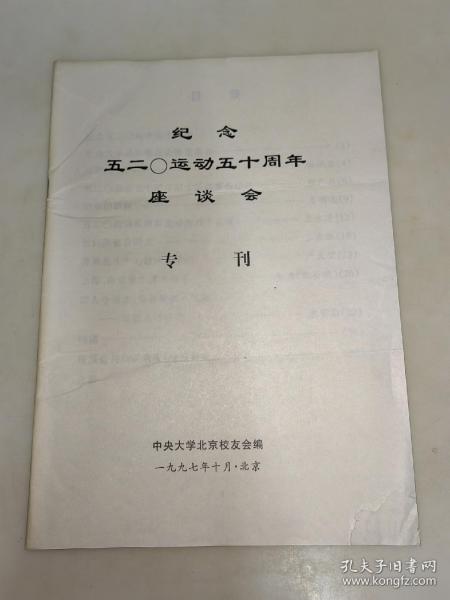 纪念
五二〇运动五十周年
座谈会
专刊
中央大学北京校友会编
一九九七年十月·北京
孔夫子旧书网
www.kongfz.com